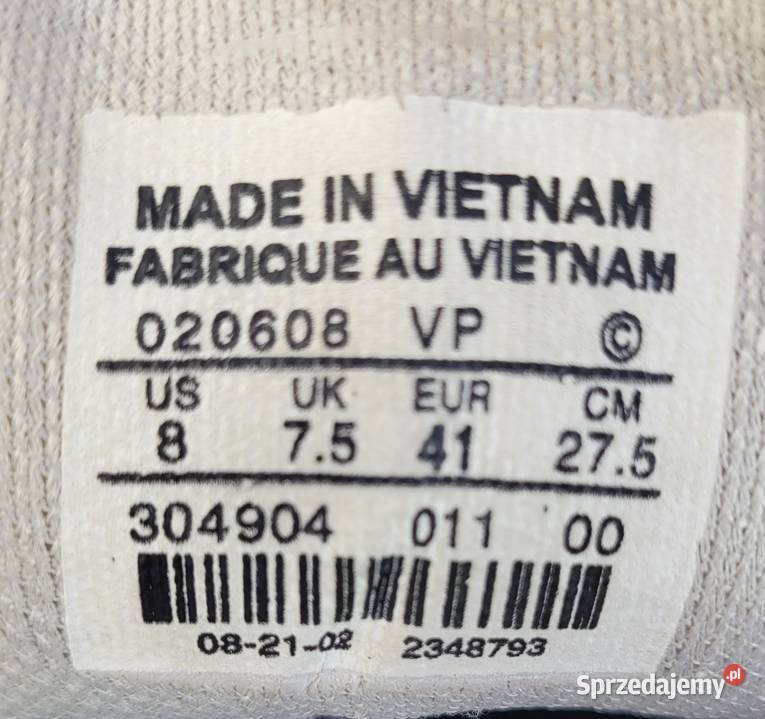 MADE IN VIETNAM
FABRIQUE AU VIETNAM
020608 VP ©
US UK EUR CM
8 7.5 41 27.5
304904 011 00
08-21-02 2348793
Sprzedajemy.pl